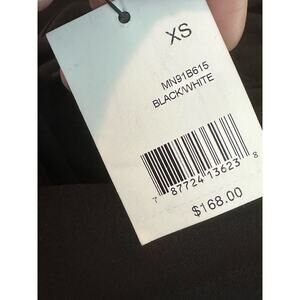 XS
MN91B615
BLACK/WHITE
7 87724 13623 8
$168.00